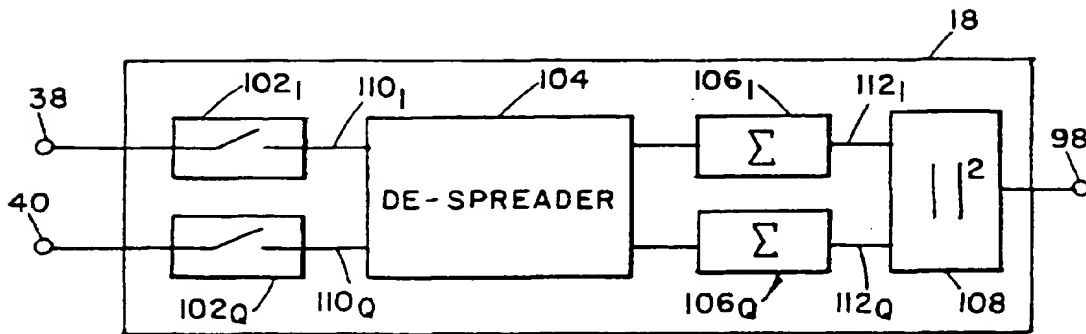 18
38
102I
110I
104
106I
112I
98
Σ
| |²
40
DE-SPREADER
Σ
102Q
110Q
106Q
112Q
108